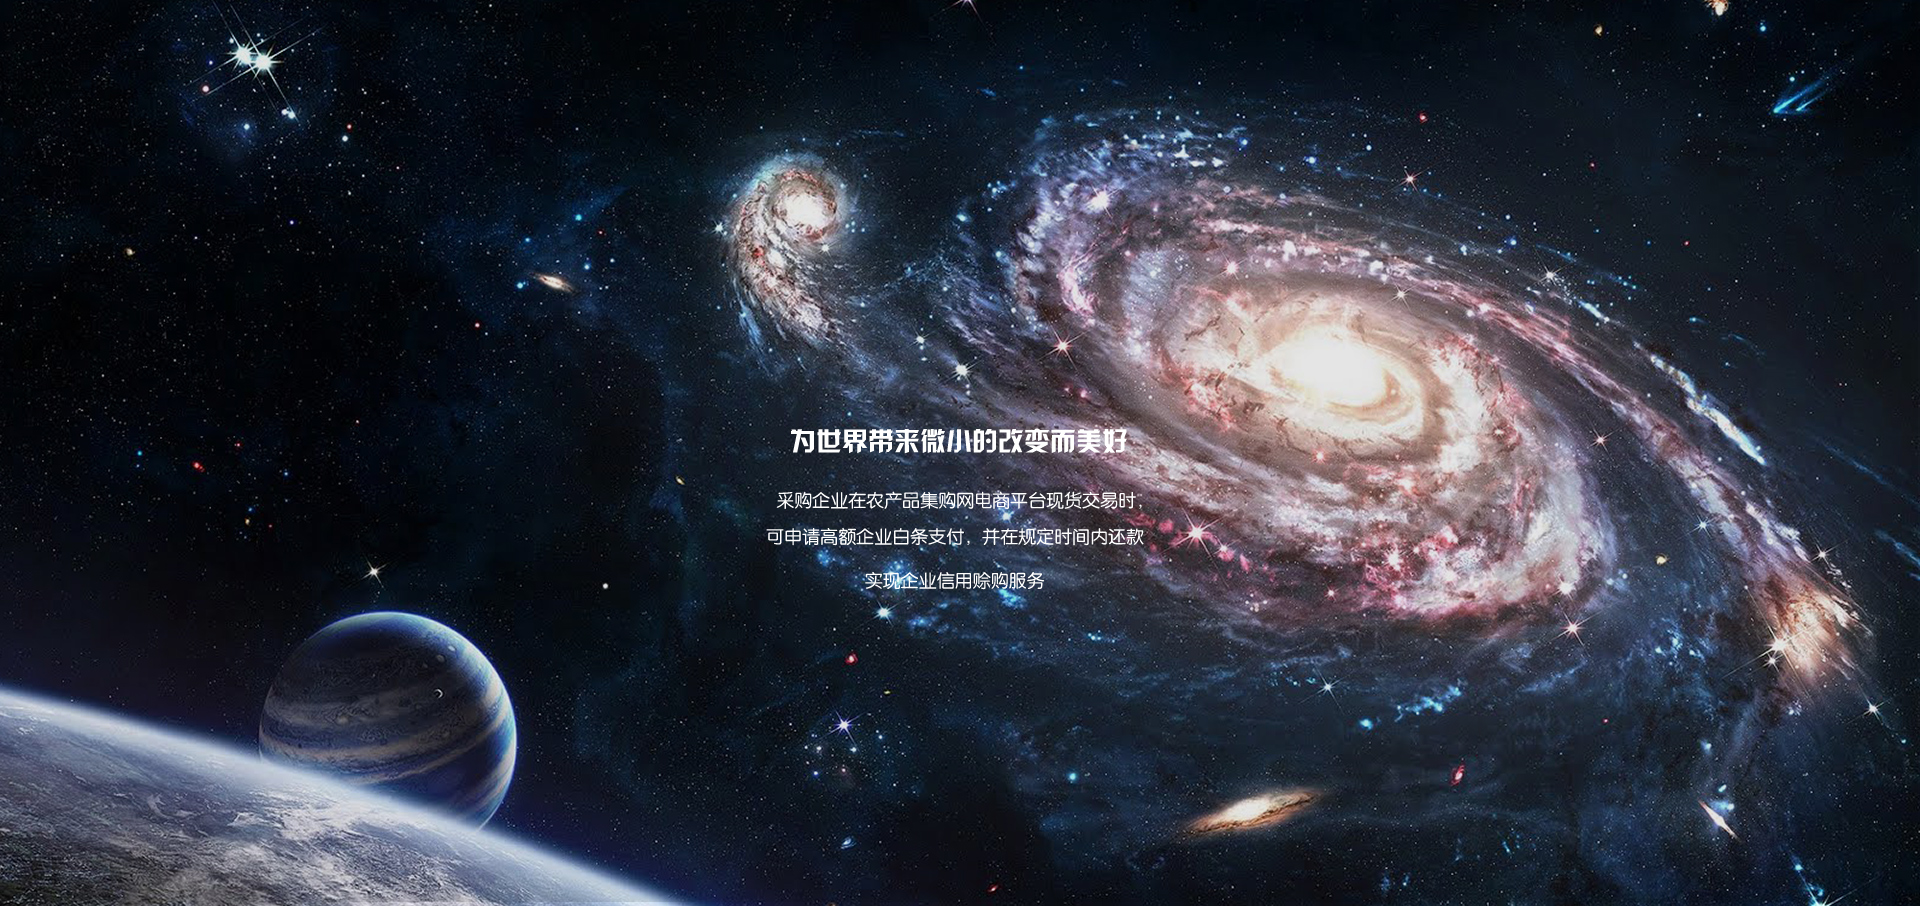 为世界带来微小的改变而美好
采购企业在农产品集购网电商平台现货交易时，
可申请高额企业白条支付，并在规定时间内还款
实现企业信用赊购服务